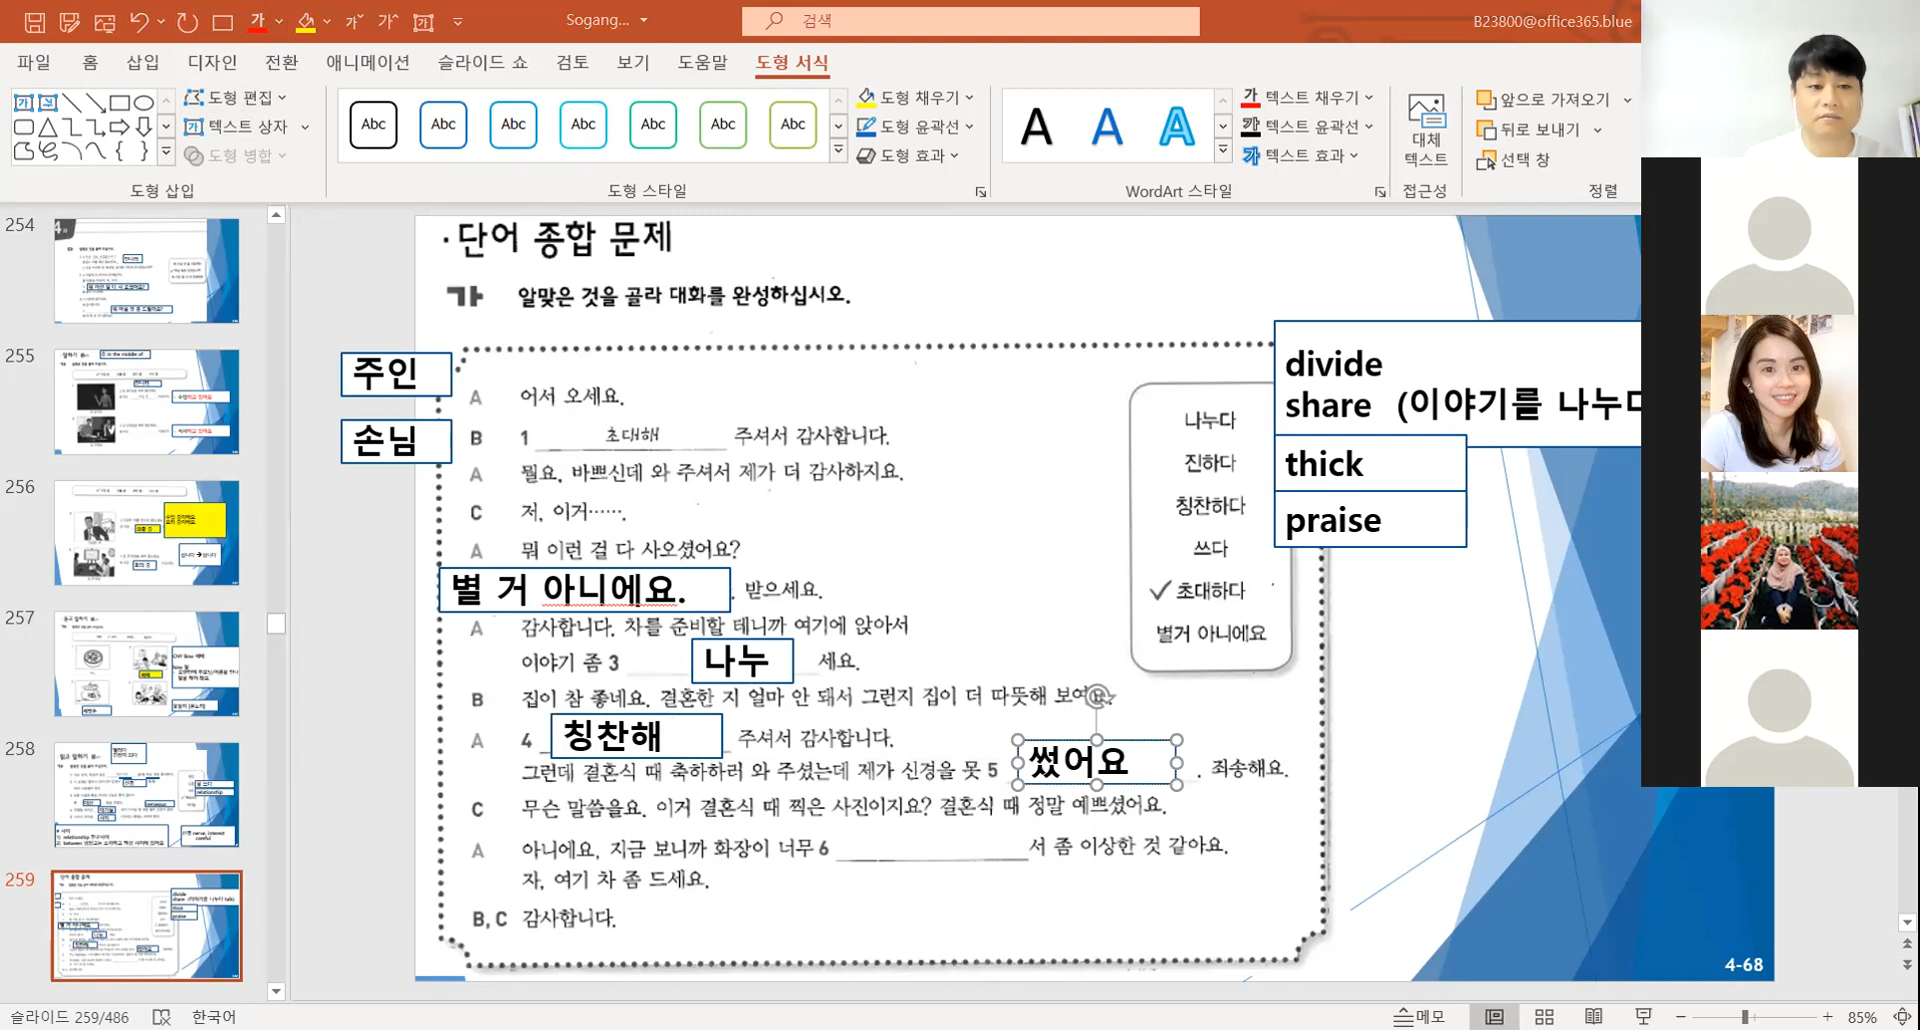 Sogang...
검색
B23800@office365.blue
파일 홈 삽입 디자인 전환 애니메이션 슬라이드 쇼 검토 보기 도움말 도형 서식
도형 편집
텍스트 상자
도형 병합
도형 삽입
Abc Abc Abc Abc Abc Abc Abc
도형 채우기
도형 윤곽선
도형 효과
도형 스타일
A A A
텍스트 채우기
텍스트 윤곽선
텍스트 효과
WordArt 스타일
대체
텍스트
접근성
앞으로 가져오기
뒤로 보내기
선택 창
정렬
254
255
256
257
258
259
· 단어 종합 문제
가 알맞은 것을 골라 대화를 완성하십시오.
주인
A 어서 오세요.
손님
B 1 초대해 주셔서 감사합니다.
A 뭘요, 바쁘신데 와 주셔서 제가 더 감사하지요.
C 저, 이거…….
A 뭐 이런 걸 다 사오셨어요?
별 거 아니에요. . 받으세요.
A 감사합니다. 차를 준비할 테니까 여기에 앉아서
이야기 좀 3 나누 세요.
B 집이 참 좋네요. 결혼한 지 얼마 안 돼서 그런지 집이 더 따뜻해 보여요.
A 4 칭찬해 주셔서 감사합니다.
그런데 결혼식 때 축하하러 와 주셨는데 제가 신경을 못 5 썼어요 . 죄송해요.
C 무슨 말씀을요. 이거 결혼식 때 찍은 사진이지요? 결혼식 때 정말 예쁘셨어요.
A 아니에요, 지금 보니까 화장이 너무 6 서 좀 이상한 것 같아요.
자, 여기 차 좀 드세요.
B, C 감사합니다.
나누다
진하다
칭찬하다
쓰다
✓ 초대하다
별거 아니에요
divide
share (이야기를 나누다
thick
praise
4-68
슬라이드 259/486
한국어
메모
85%